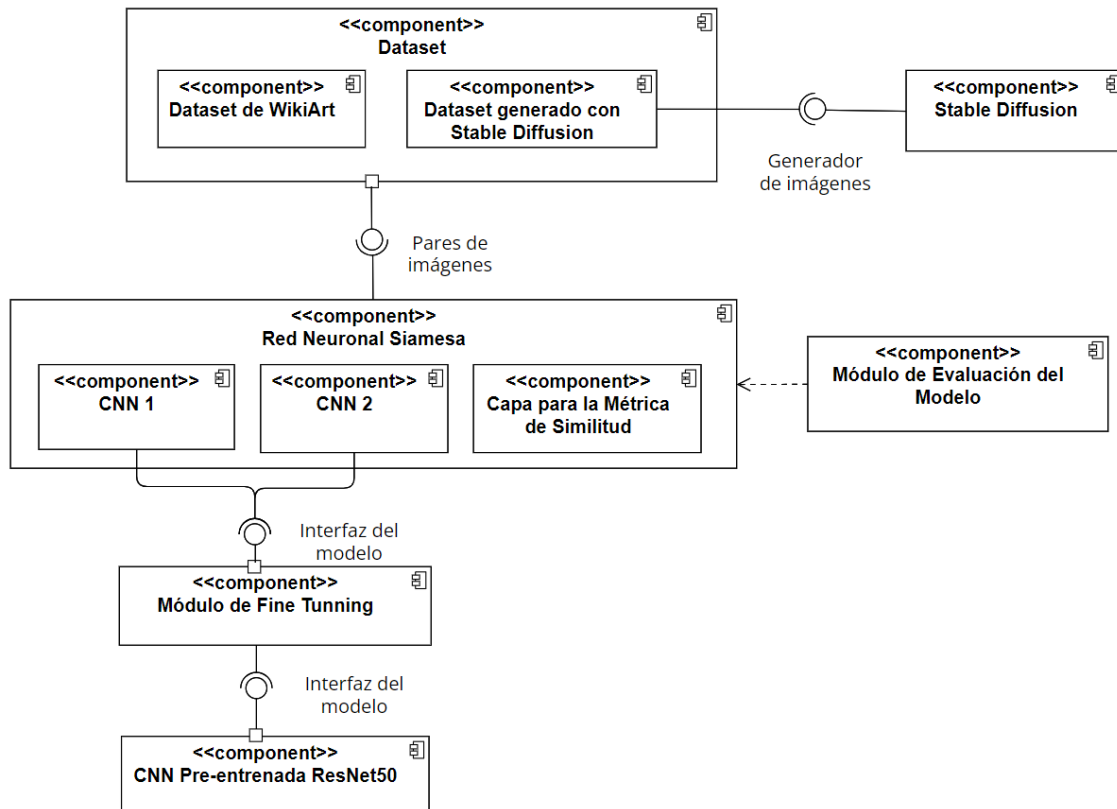 <<component>>
Dataset
<<component>>
Dataset de WikiArt
<<component>>
Dataset generado con
Stable Diffusion
<<component>>
Stable Diffusion
Generador
de imágenes
Pares de
imágenes
<<component>>
Red Neuronal Siamesa
<<component>>
CNN 1
<<component>>
CNN 2
<<component>>
Capa para la Métrica
de Similitud
<<component>>
Módulo de Evaluación del
Modelo
Interfaz del
modelo
<<component>>
Módulo de Fine Tunning
Interfaz del
modelo
<<component>>
CNN Pre-entrenada ResNet50